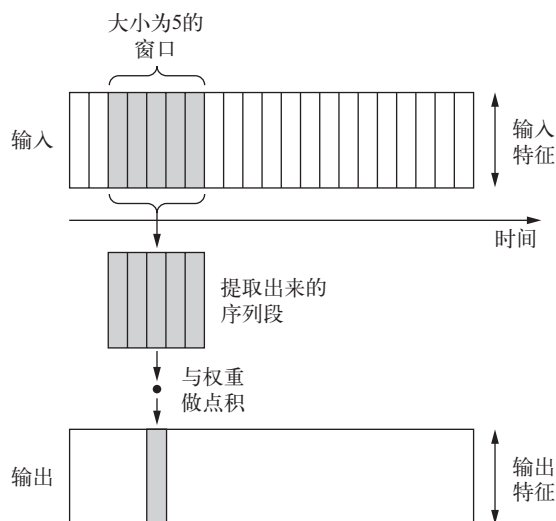 大小为5的
窗口
输入
输入
特征
时间
提取出来的
序列段
与权重
做点积
输出
输出
特征